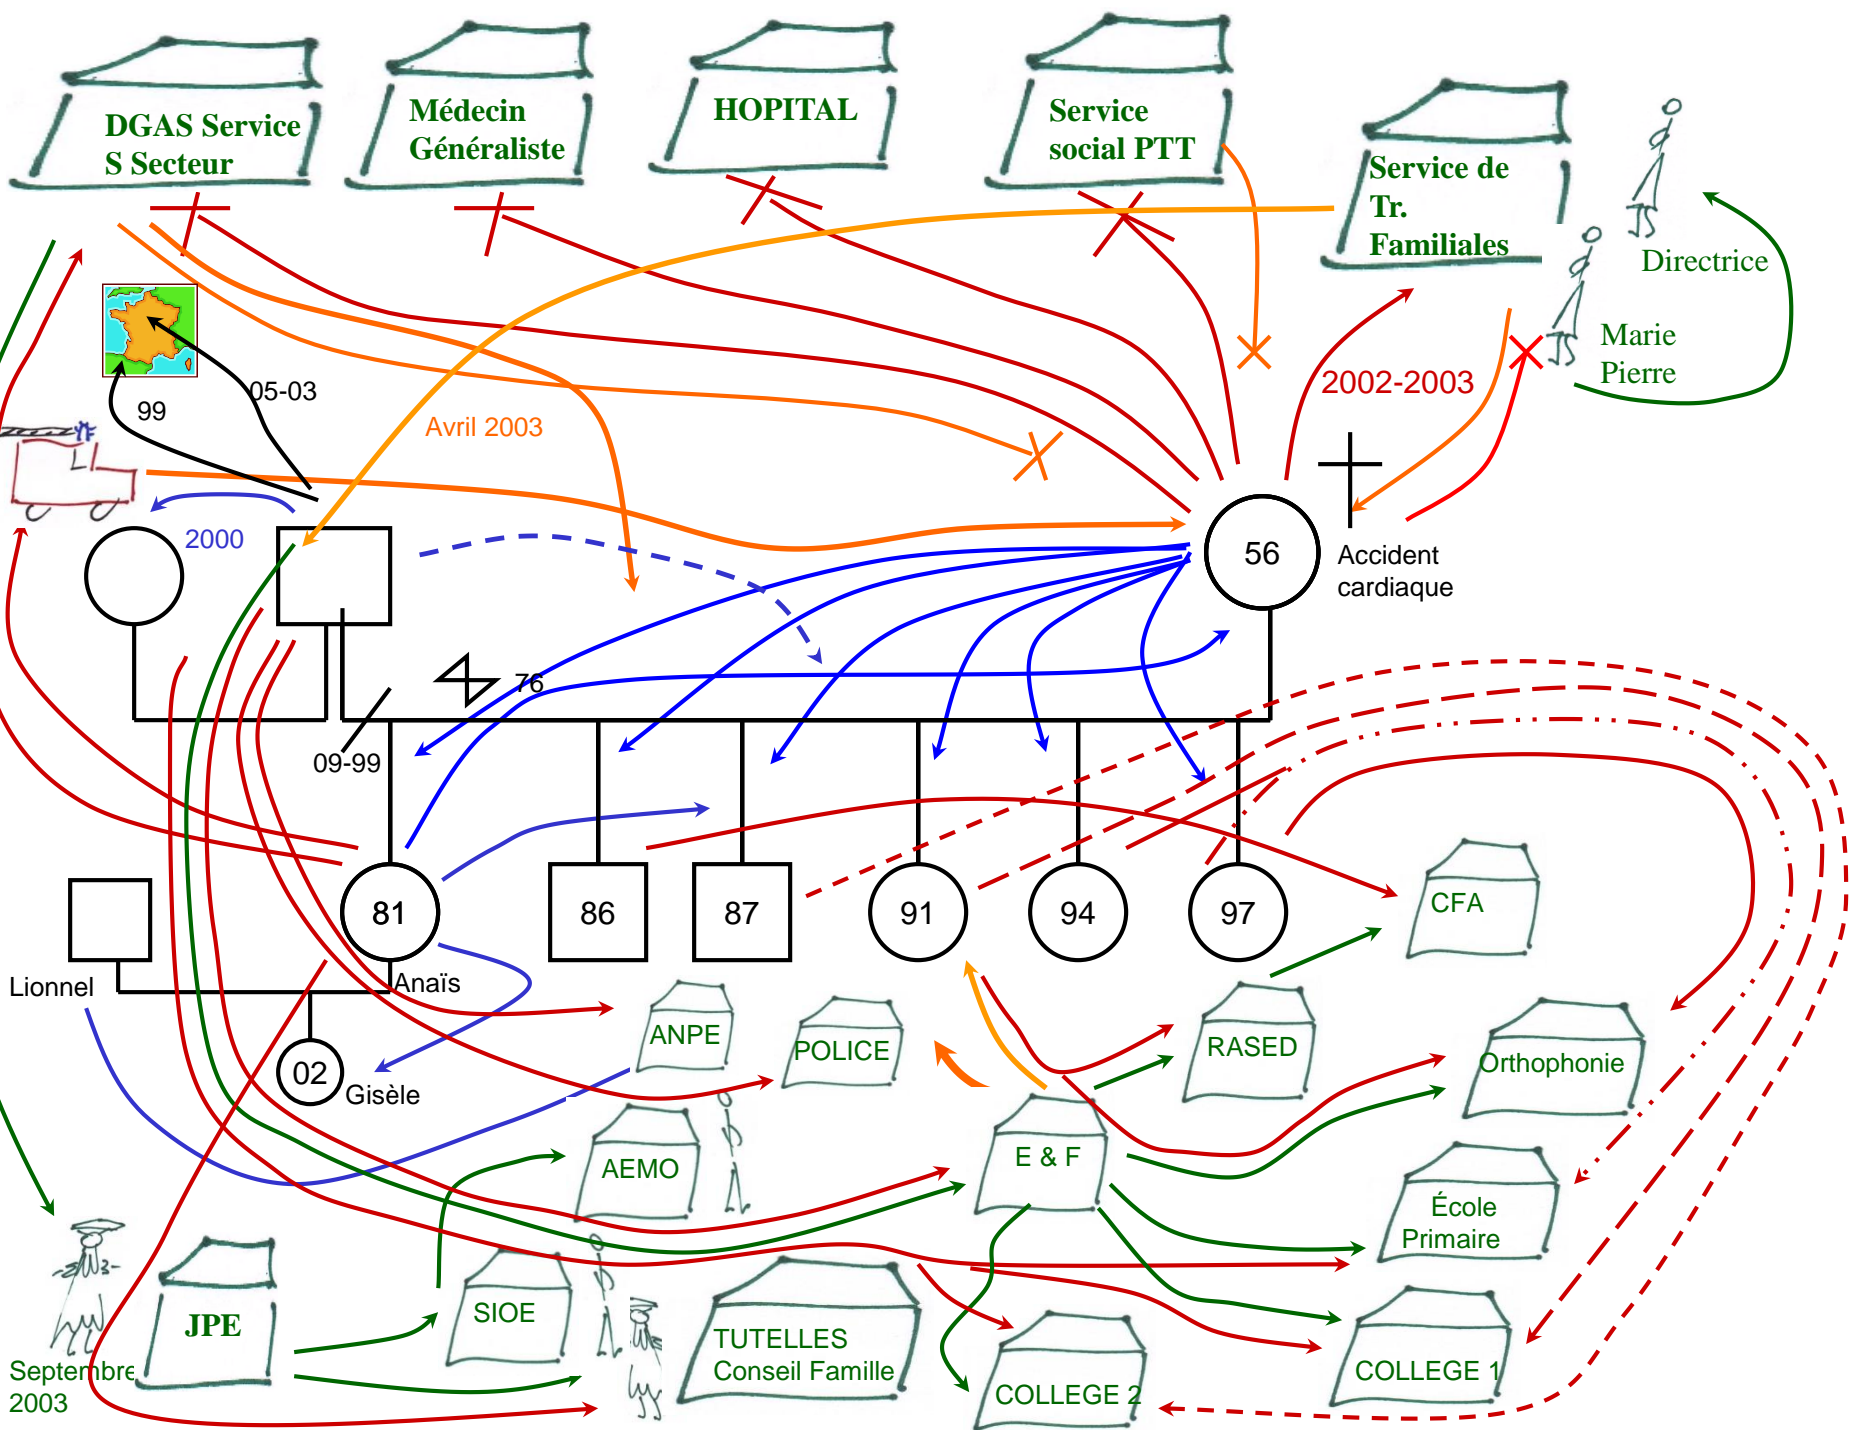 DGAS Service
S Secteur
Médecin
Généraliste
HOPITAL
Service
social PTT
Service de
Tr.
Familiales
Directrice
Marie
Pierre
2002-2003
05-03
99
Avril 2003
2000
56
Accident
cardiaque
76
09-99
81
86
87
91
94
97
CFA
Lionnel
Anaïs
02
Gisèle
ANPE
POLICE
RASED
Orthophonie
AEMO
E & F
École
Primaire
JPE
SIOE
TUTELLES
Conseil Famille
COLLEGE 2
COLLEGE 1
Septembre
2003